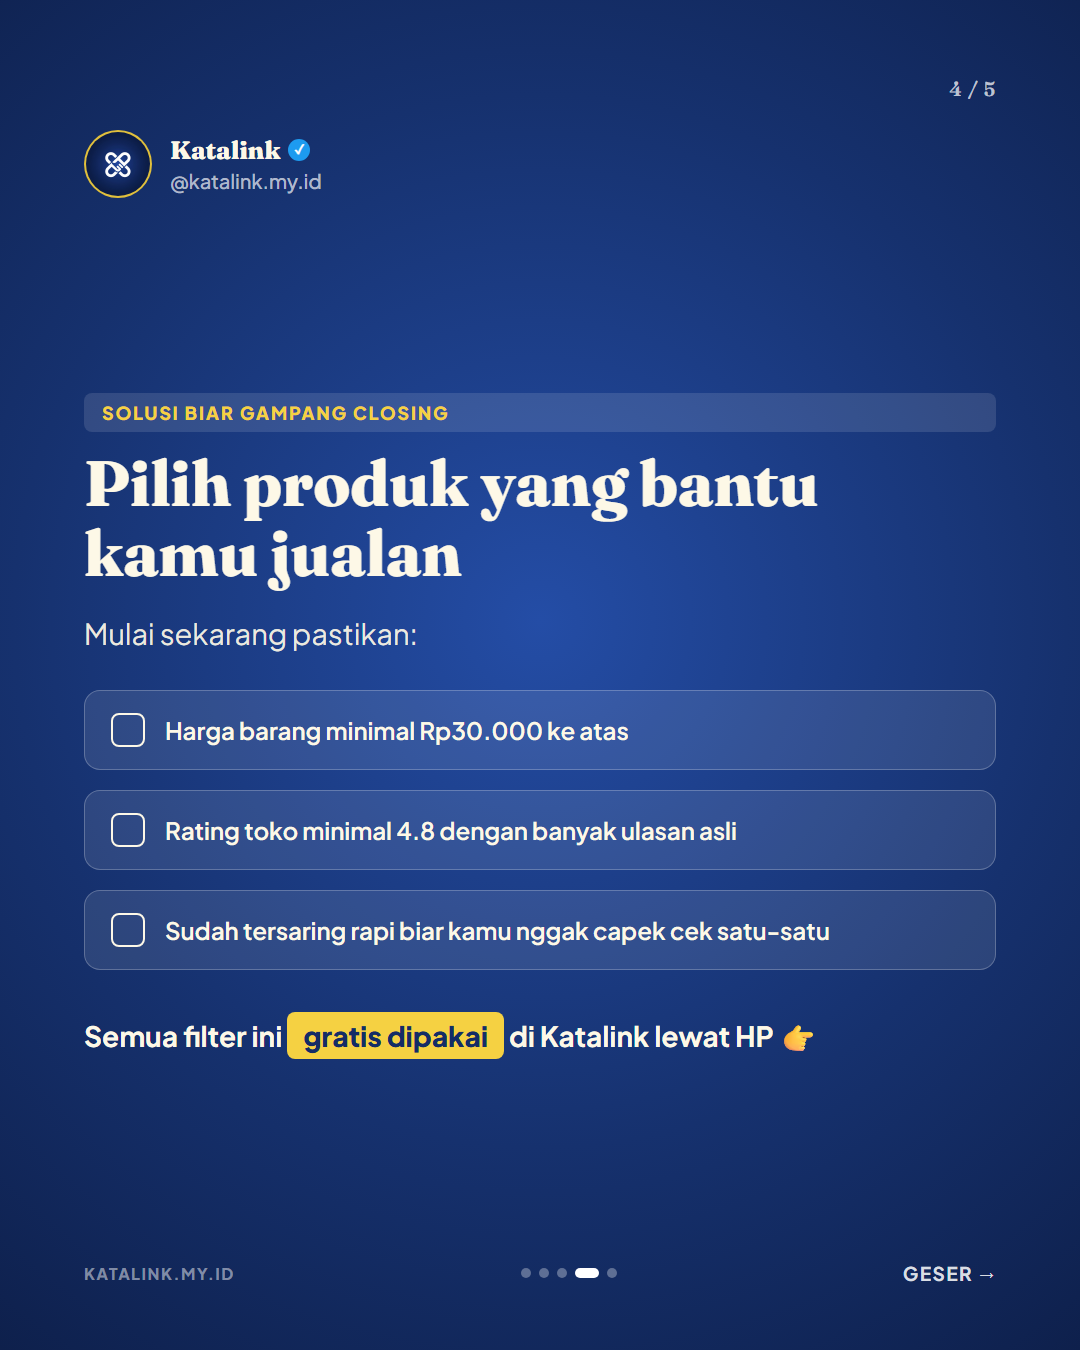 4 / 5
Katalink
@katalink.my.id
SOLUSI BIAR GAMPANG CLOSING
Pilih produk yang bantu
kamu jualan
Mulai sekarang pastikan:
Harga barang minimal Rp30.000 ke atas
Rating toko minimal 4.8 dengan banyak ulasan asli
Sudah tersaring rapi biar kamu nggak capek cek satu-satu
Semua filter ini gratis dipakai di Katalink lewat HP 👉
KATALINK.MY.ID
GESER →